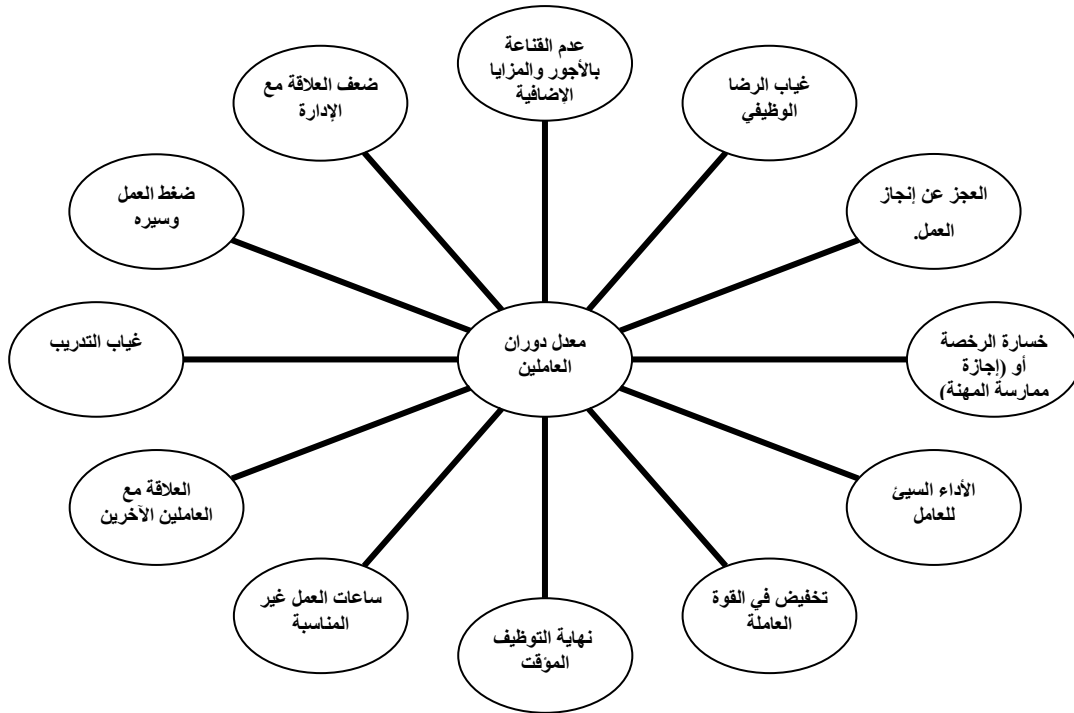 عدم القناعة
بالأجور والمزايا
الإضافية
غياب الرضا
الوظيفي
العجز عن إنجاز
العمل.
خسارة الرخصة
أو (إجازة
ممارسة المهنة)
الأداء السيئ
للعامل
تخفيض في القوة
العاملة
نهاية التوظيف
المؤقت
ساعات العمل غير
المناسبة
العلاقة مع
العاملين الآخرين
غياب التدريب
ضغط العمل
وسيره
ضعف العلاقة مع
الإدارة
معدل دوران
العاملين